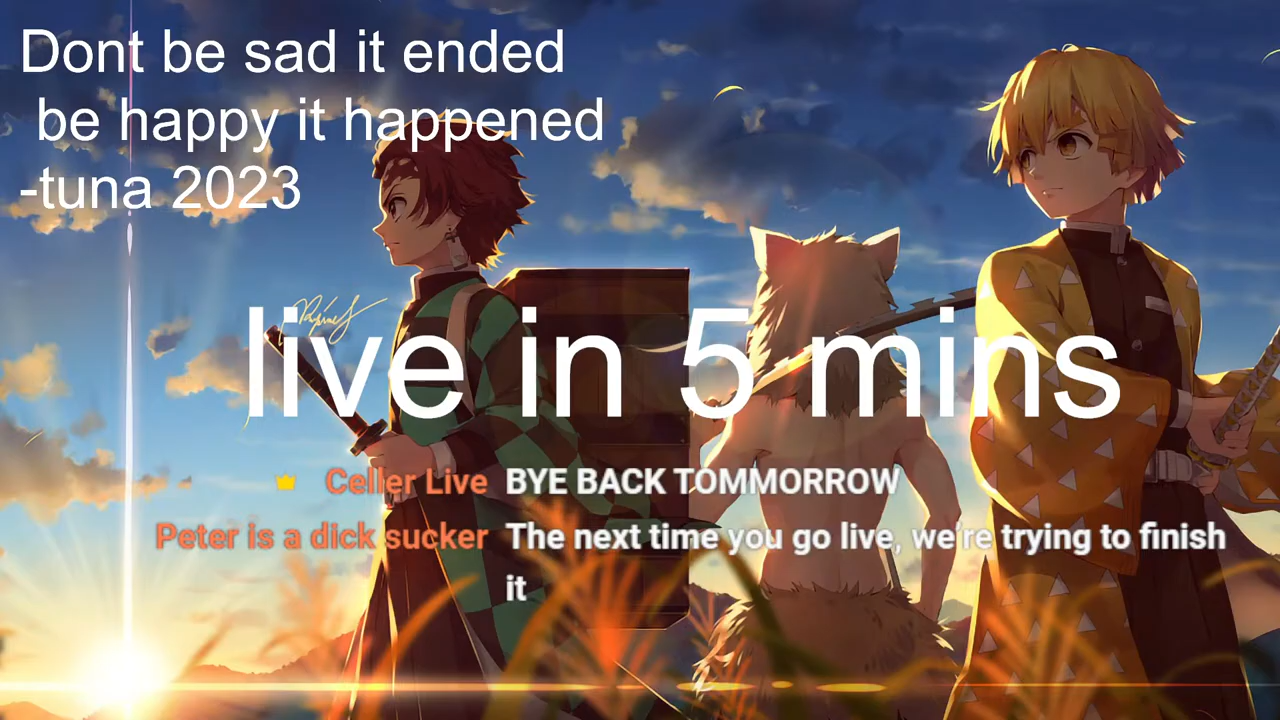 Dont be sad it ended
be happy it happened
-tuna 2023
live in 5 mins
Celler Live BYE BACK TOMMORROW
Peter is a dick sucker The next time you go live, we're trying to finish
it